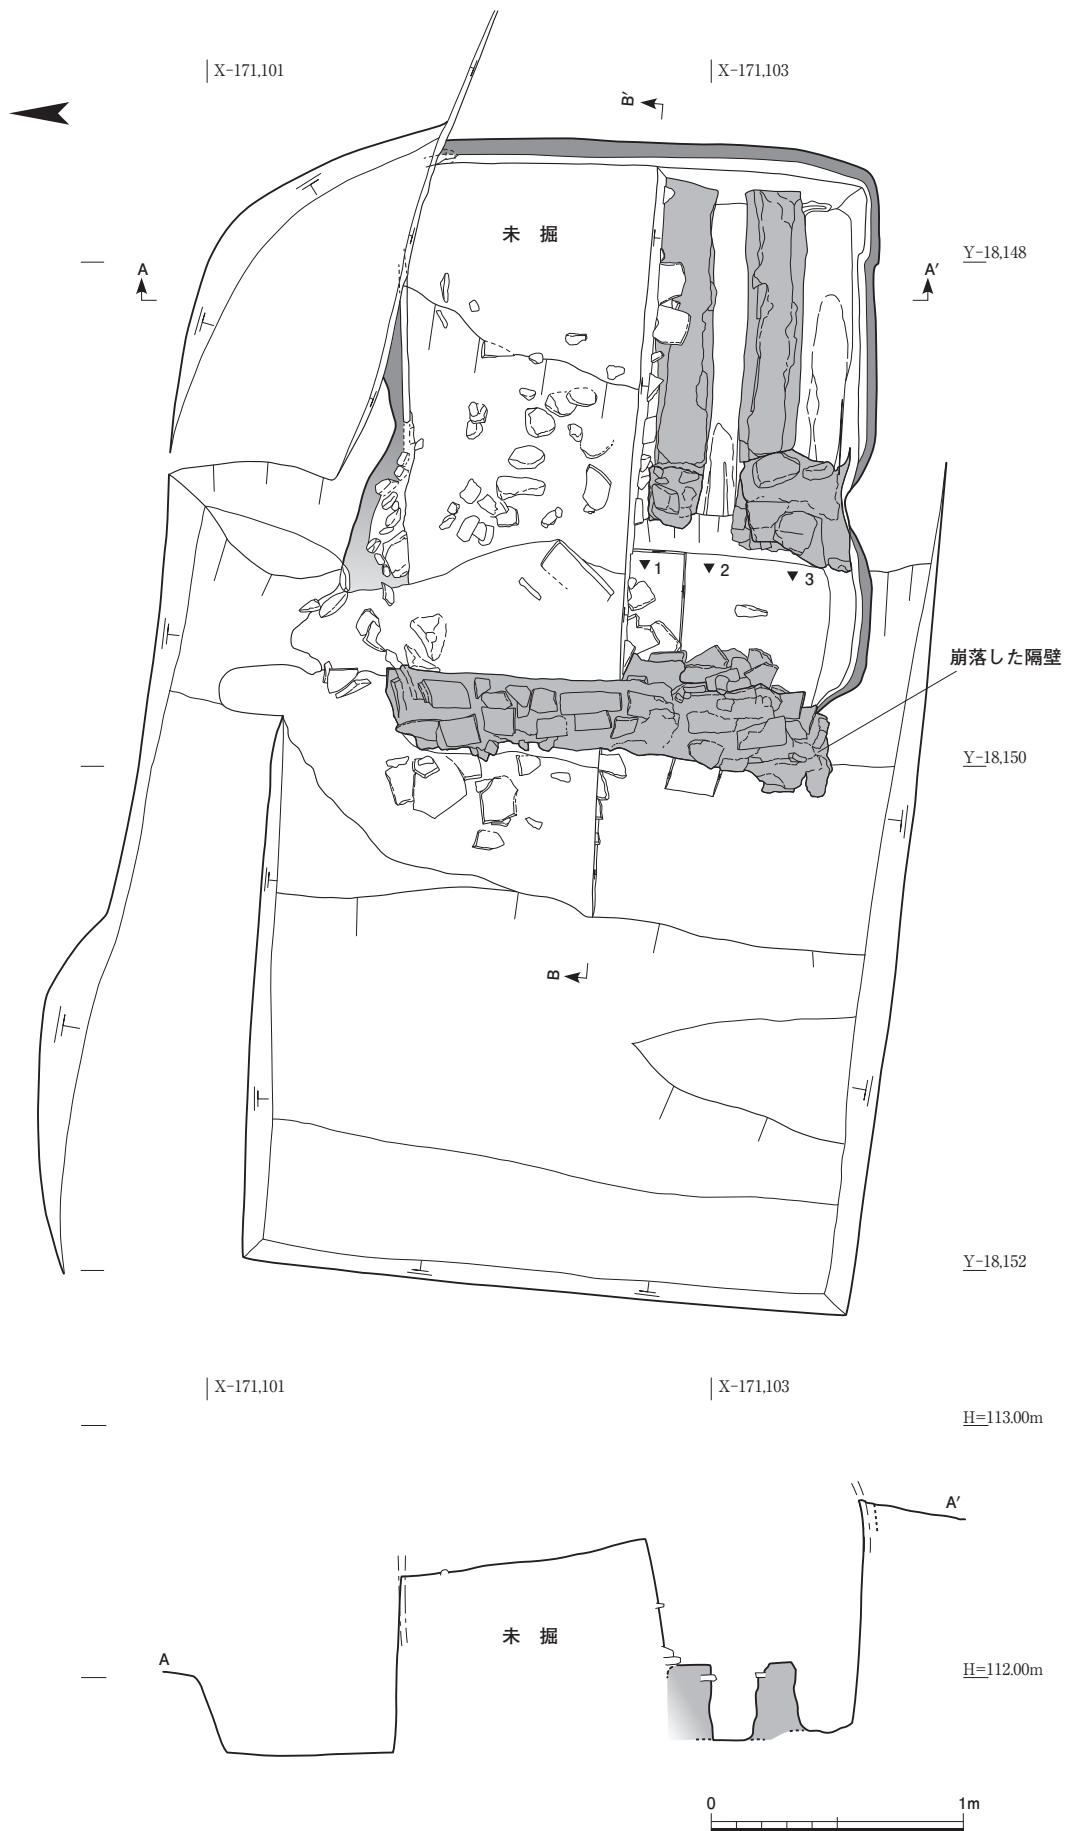 X-171,101
X-171,103
B′
未 掘
Y-18,148
A
A′
1
2
3
崩落した隔壁
Y-18,150
B
Y-18,152
X-171,101
X-171,103
H=113.00m
A′
未 掘
A
H=112.00m
0
1m